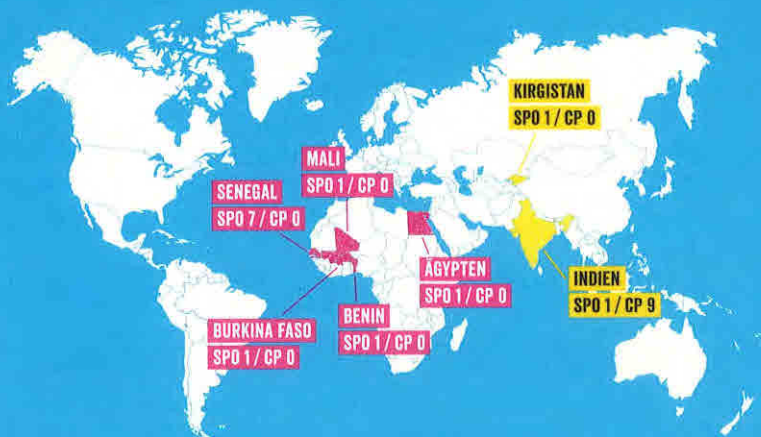 KIRGISTAN
SPO 1 / CP 0
MALI
SPO 1 / CP 0
SENEGAL
SPO 7 / CP 0
ÄGYPTEN
SPO 1 / CP 0
INDIEN
SPO 1 / CP 9
BENIN
SPO 1 / CP 0
BURKINA FASO
SPO 1 / CP 0